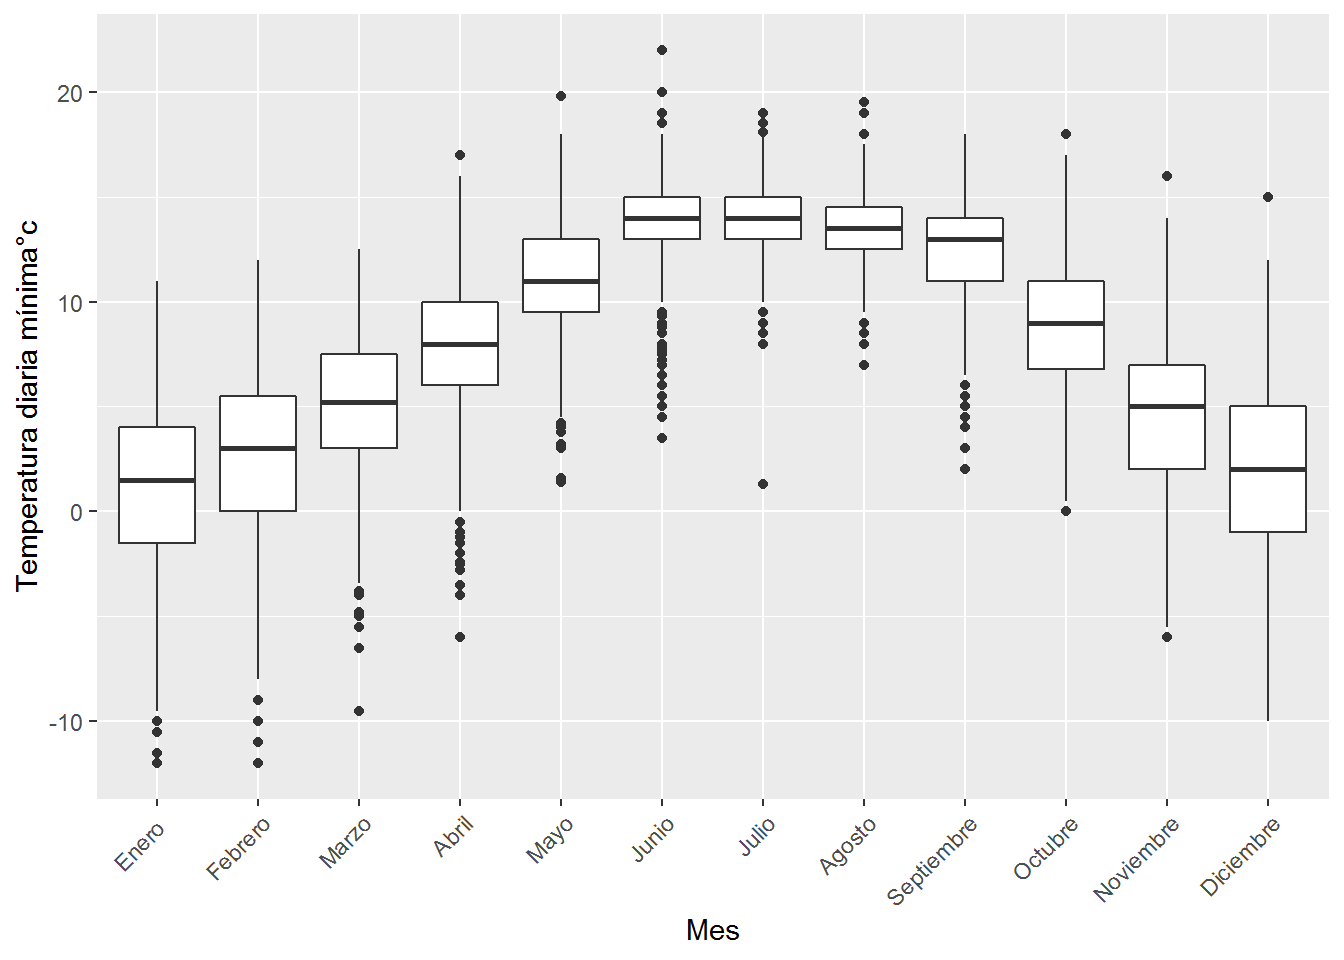 Temperatura diaria mínima°c
20
10
0
-10
Enero
Febrero
Marzo
Abril
Mayo
Junio
Julio
Agosto
Septiembre
Octubre
Noviembre
Diciembre
Mes